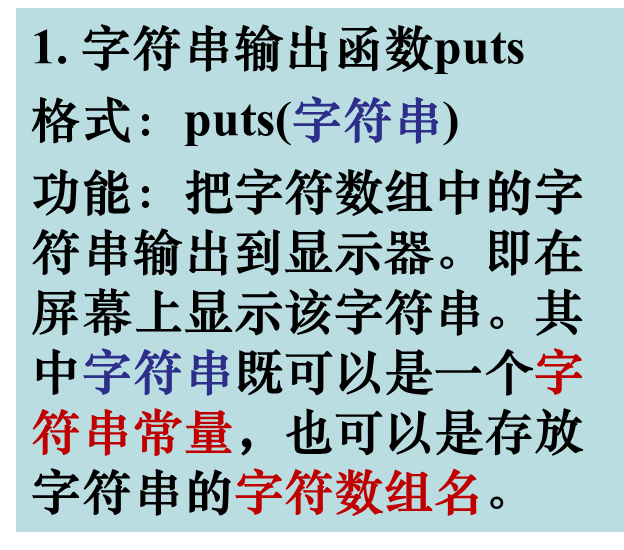 1. 字符串输出函数puts
格式：puts(字符串)
功能：把字符数组中的字
符串输出到显示器。即在
屏幕上显示该字符串。其
中字符串既可以是一个字
符串常量，也可以是存放
字符串的字符数组名。